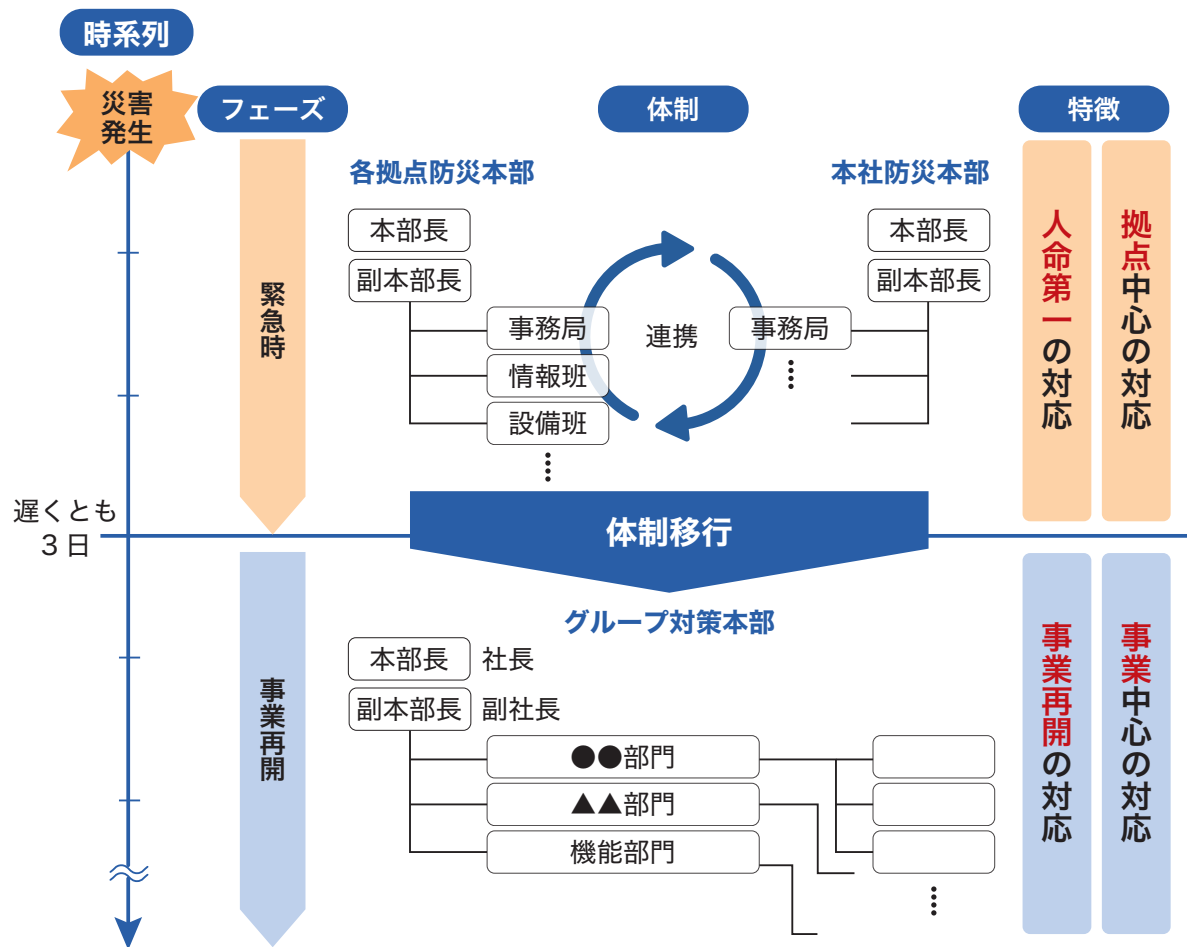 時系列
災害
発生
フェーズ
体制
特徴
緊急時
各拠点防災本部
本部長
副本部長
事務局
情報班
設備班
連携
本社防災本部
本部長
副本部長
事務局
人命第一の対応
拠点中心の対応
遅くとも
3日
体制移行
事業再開
グループ対策本部
本部長 社長
副本部長 副社長
●●部門
▲▲部門
機能部門
事業再開の対応
事業中心の対応